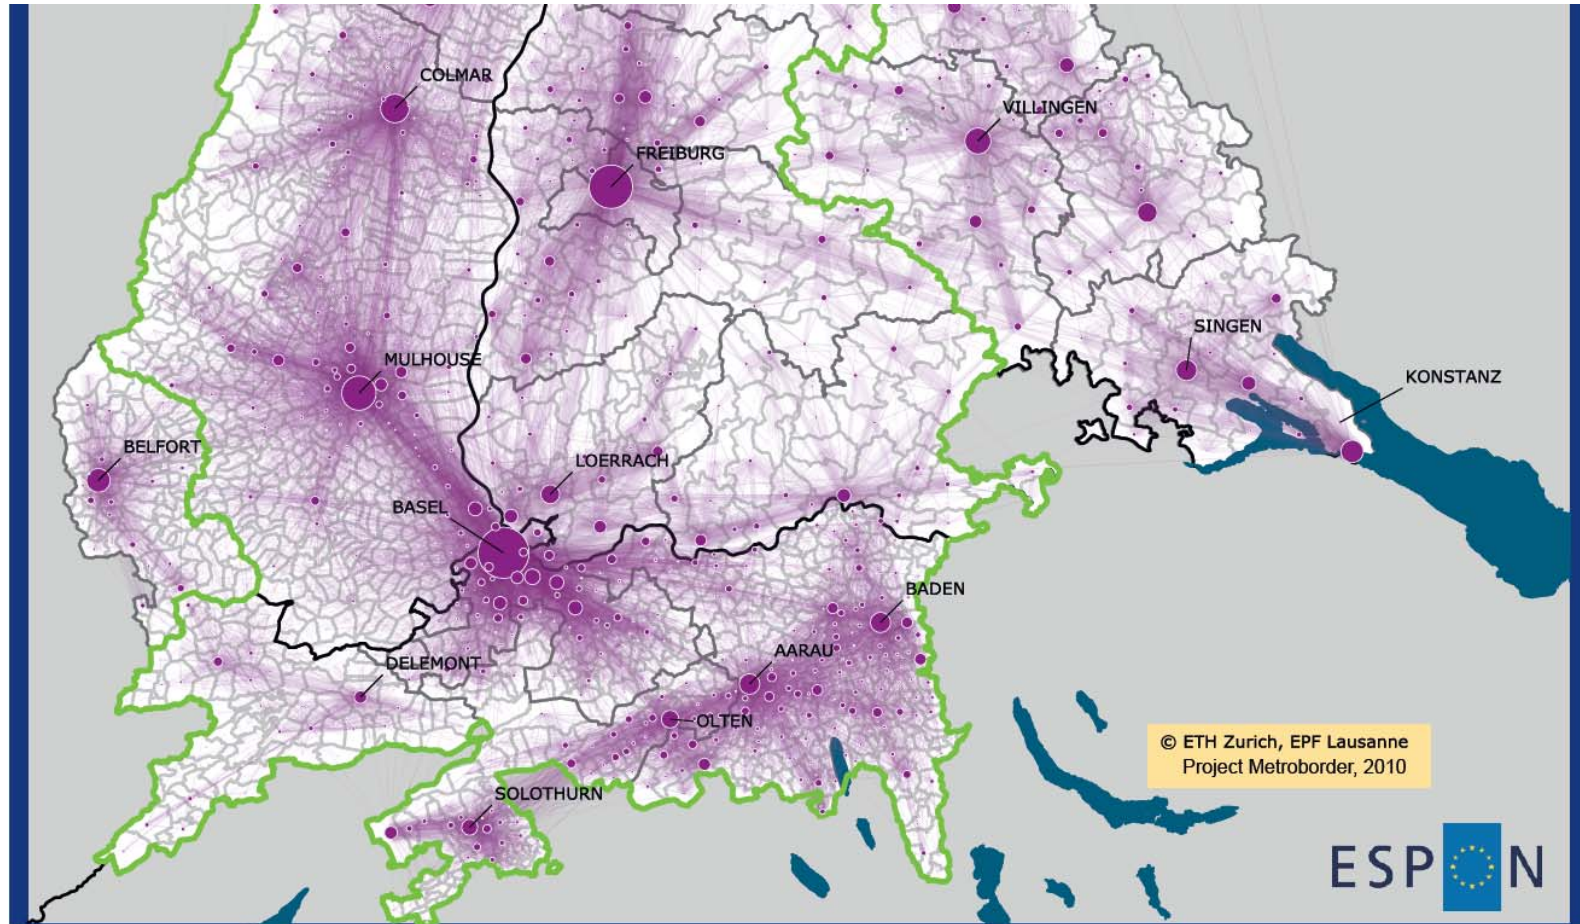 COLMAR
VILLINGEN
FREIBURG
SINGEN
MULHOUSE
KONSTANZ
BELFORT
LOERRACH
BASEL
BADEN
AARAU
DELEMONT
OLTEN
© ETH Zurich, EPF Lausanne
Project Metroborder, 2010
SOLOTHURN
ESPON